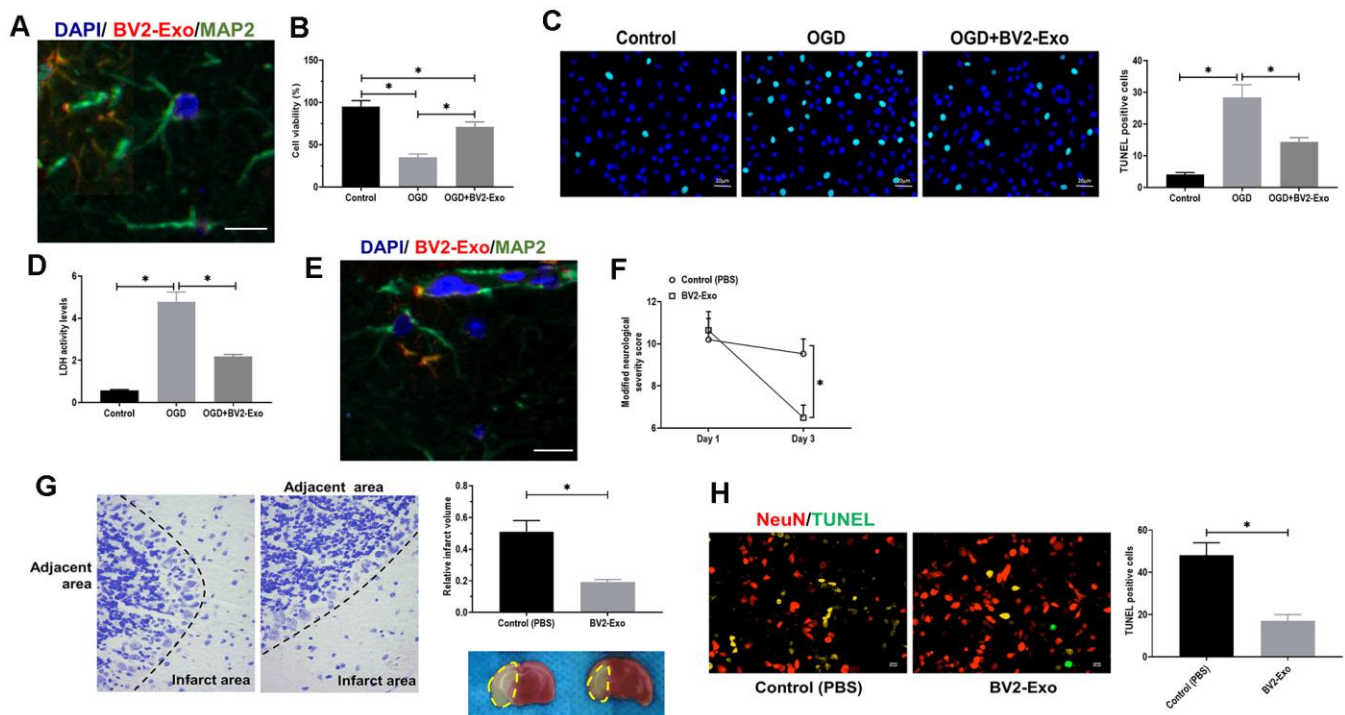 A
DAPI/ BV2-Exo/MAP2
B
Cell viability (%)
150
100
50
0
*
*
*
Control
OGD
OGD+BV2-Exo
C
Control
OGD
OGD+BV2-Exo
20μm
20μm
20μm
TUNEL positive cells
40
30
20
10
0
*
*
Control
OGD
OGD+BV2-Exo
D
LDH activity levels
6
4
2
0
*
*
Control
OGD
OGD+BV2-Exo
E
DAPI/ BV2-Exo/MAP2
F
Control (PBS)
BV2-Exo
Modified neurological
severity score
12
10
8
6
*
Day 1
Day 3
G
Adjacent
area
Infarct area
Adjacent area
Infarct area
Relative infarct volume
0.8
0.6
0.4
0.2
0.0
*
Control (PBS)
BV2-Exo
H
NeuN/TUNEL
Control (PBS)
BV2-Exo
TUNEL positive cells
60
40
20
0
*
Control (PBS)
BV2-Exo